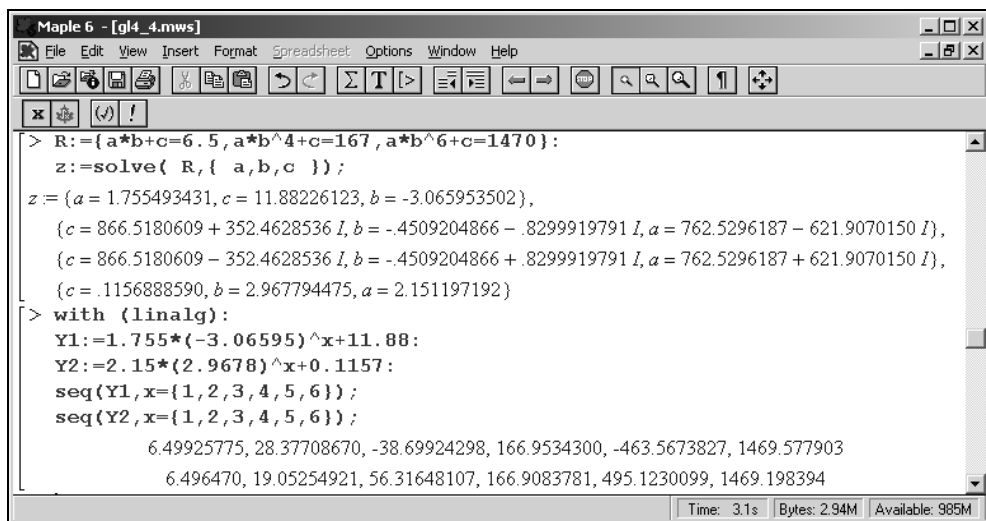 Maple 6 - [gl4_4.mws]
File Edit View Insert Format Spreadsheet Options Window Help
Σ T [> STOP ¶
x (√) !
> R:={a*b+c=6.5,a*b^4+c=167,a*b^6+c=1470}:
z:=solve( R,{ a,b,c });
z := {a = 1.755493431, c = 11.88226123, b = -3.065953502},
{c = 866.5180609 + 352.4628536 I, b = -.4509204866 − .8299919791 I, a = 762.5296187 − 621.9070150 I},
{c = 866.5180609 − 352.4628536 I, b = -.4509204866 + .8299919791 I, a = 762.5296187 + 621.9070150 I},
{c = .1156888590, b = 2.967794475, a = 2.151197192}
> with (linalg):
Y1:=1.755*(-3.06595)^x+11.88:
Y2:=2.15*(2.9678)^x+0.1157:
seq(Y1,x={1,2,3,4,5,6});
seq(Y2,x={1,2,3,4,5,6});
6.49925775, 28.37708670, -38.69924298, 166.9534300, -463.5673827, 1469.577903
6.496470, 19.05254921, 56.31648107, 166.9083781, 495.1230099, 1469.198394
Time: 3.1s Bytes: 2.94M Available: 985M